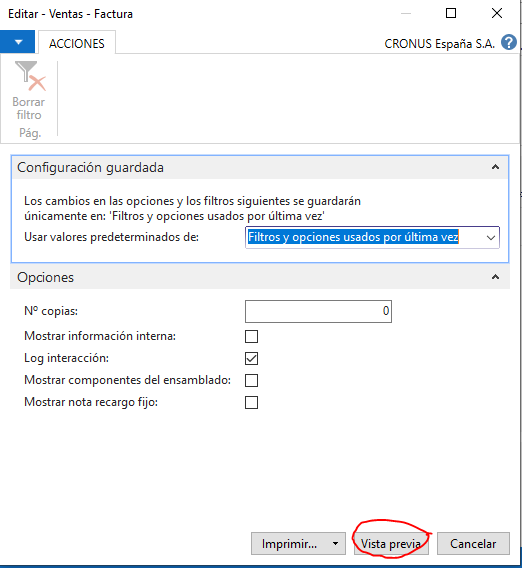 Editar - Ventas - Factura
ACCIONES
CRONUS España S.A.
?
Borrar
filtro
Pág.
Configuración guardada
Los cambios en las opciones y los filtros siguientes se guardarán
únicamente en: 'Filtros y opciones usados por última vez'
Usar valores predeterminados de: Filtros y opciones usados por última vez
Opciones
Nº copias: 0
Mostrar información interna:
Log interacción:
Mostrar componentes del ensamblado:
Mostrar nota recargo fijo:
Imprimir... Vista previa Cancelar